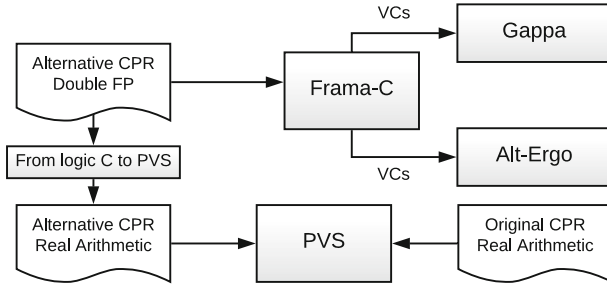 VCs
Gappa
Alternative CPR
Double FP
Frama-C
From logic C to PVS
VCs
Alt-Ergo
Alternative CPR
Real Arithmetic
PVS
Original CPR
Real Arithmetic